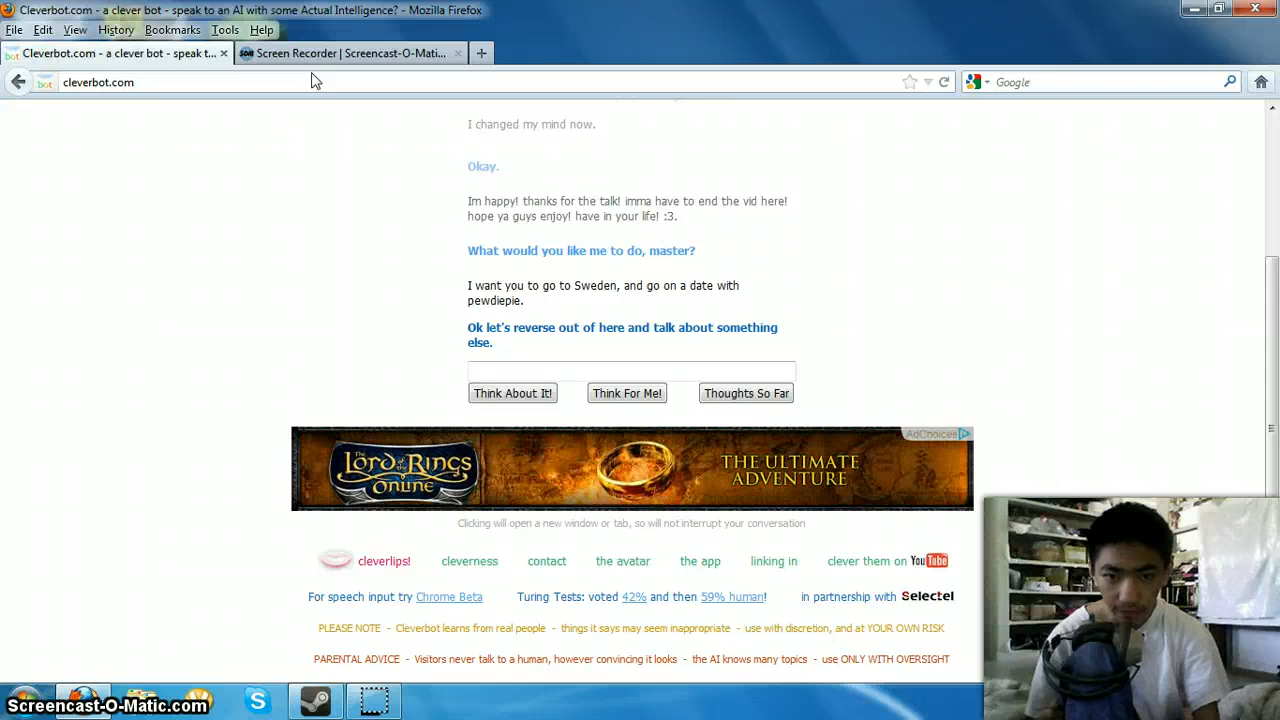 Cleverbot.com - a clever bot - speak to an AI with some Actual Intelligence? - Mozilla Firefox
File Edit View History Bookmarks Tools Help
bot Cleverbot.com - a clever bot - speak t... SOM Screen Recorder | Screencast-O-Mati...
bot cleverbot.com Google
I changed my mind now.
Okay.
Im happy! thanks for the talk! imma have to end the vid here!
hope ya guys enjoy! have in your life! :3.
What would you like me to do, master?
I want you to go to Sweden, and go on a date with
pewdiepie.
Ok let's reverse out of here and talk about something
else.
Think About It! Think For Me! Thoughts So Far
AdChoices
The Lord of the Rings Online
THE ULTIMATE
ADVENTURE
Clicking will open a new window or tab, so will not interrupt your conversation
cleverlips! cleverness contact the avatar the app linking in clever them on YouTube
For speech input try Chrome Beta Turing Tests: voted 42% and then 59% human! in partnership with Selectel
PLEASE NOTE - Cleverbot learns from real people - things it says may seem inappropriate - use with discretion, and at YOUR OWN RISK
PARENTAL ADVICE - Visitors never talk to a human, however convincing it looks - the AI knows many topics - use ONLY WITH OVERSIGHT
Screencast-O-Matic.com